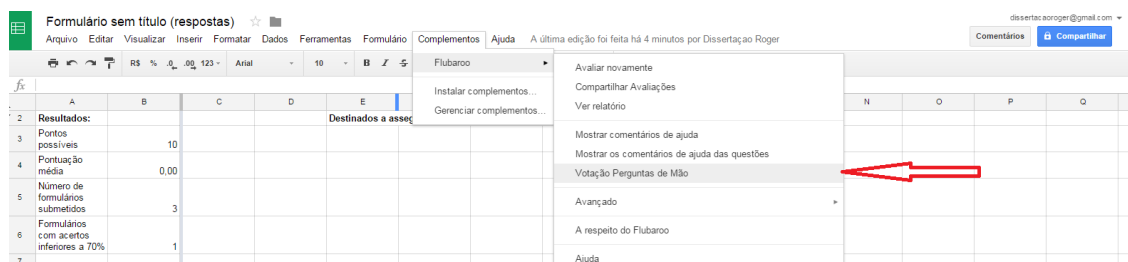 Formulário sem título (respostas)
dissertacaoroger@gmail.com
Arquivo Editar Visualizar Inserir Formatar Dados Ferramentas Formulário Complementos Ajuda A última edição foi feita há 4 minutos por Dissertaçao Roger
Comentários Compartilhar
R$ % .0 .00 123 Arial 10 B I S
Flubaroo
Instalar complementos...
Gerenciar complementos...
Avaliar novamente
Compartilhar Avaliações
Ver relatório
Mostrar comentários de ajuda
Mostrar os comentários de ajuda das questões
Votação Perguntas de Mão
Avançado
A respeito do Flubaroo
Ajuda
fx
A B C D E N O P Q
2 Resultados: Destinados a asseg
3 Pontos
possíveis 10
4 Pontuação
média 0,00
5 Número de
formulários
submetidos 3
6 Formulários
com acertos
inferiores a 70% 1
7